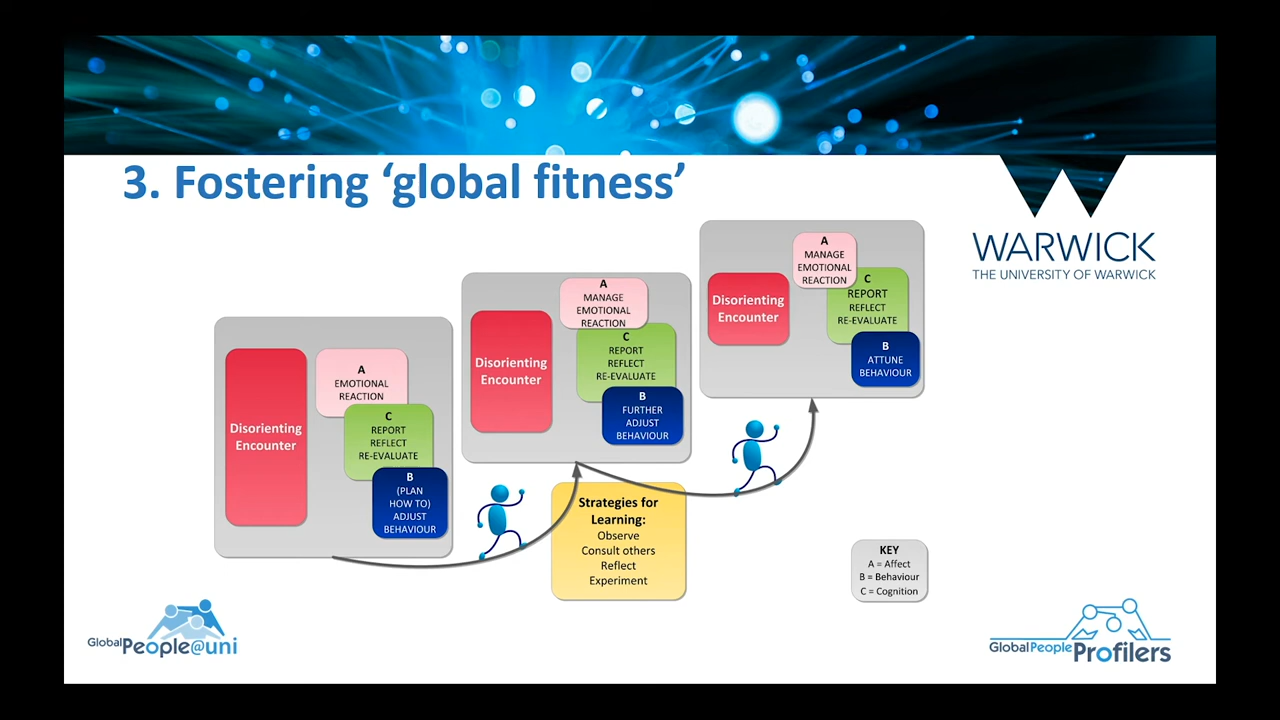 3. Fostering ‘global fitness’
WARWICK
THE UNIVERSITY OF WARWICK
Disorienting
Encounter
A
EMOTIONAL
REACTION
C
REPORT
REFLECT
RE-EVALUATE
B
(PLAN
HOW TO)
ADJUST
BEHAVIOUR
Disorienting
Encounter
A
MANAGE
EMOTIONAL
REACTION
C
REPORT
REFLECT
RE-EVALUATE
B
FURTHER
ADJUST
BEHAVIOUR
Disorienting
Encounter
A
MANAGE
EMOTIONAL
REACTION
C
REPORT
REFLECT
RE-EVALUATE
B
ATTUNE
BEHAVIOUR
Strategies for
Learning:
Observe
Consult others
Reflect
Experiment
KEY
A = Affect
B = Behaviour
C = Cognition
GlobalPeople@uni
GlobalPeopleProfilers